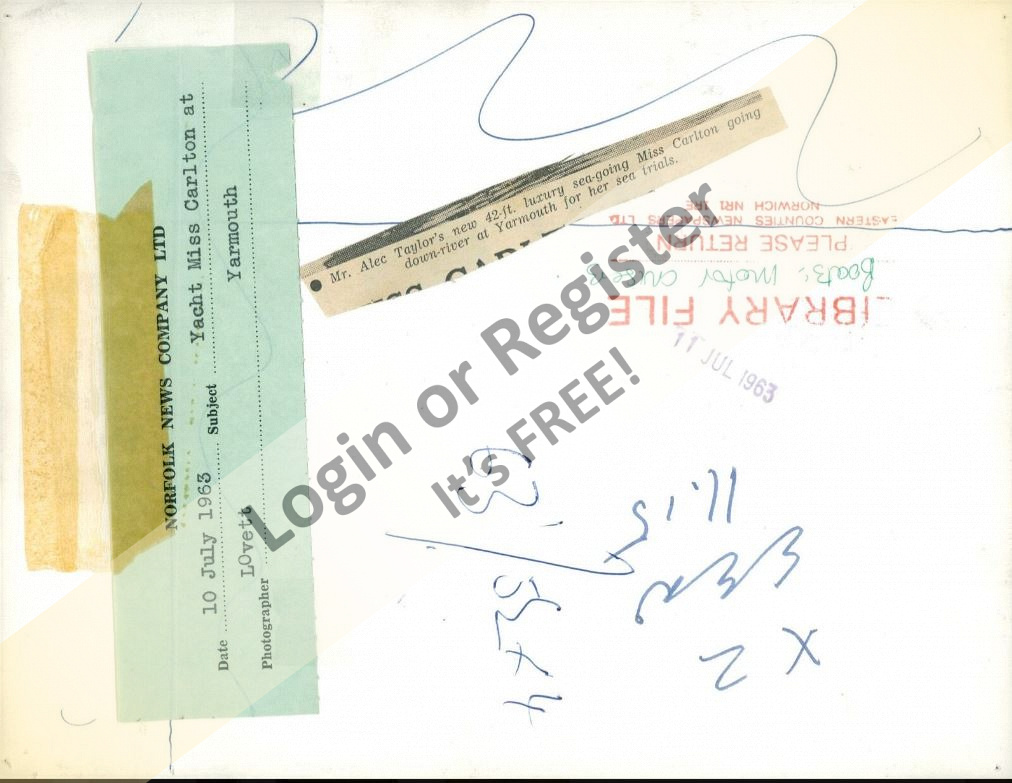 NORFOLK NEWS COMPANY LTD
Date 10 July 1963 Subject Yacht Miss Carlton at
Yarmouth
Photographer LOvett
Mr. Alec Taylor's new 42-ft. luxury sea-going Miss Carlton going
down-river at Yarmouth for her sea trials.
LIBRARY FILE
Boats, motor cruisers
PLEASE RETURN
EASTERN COUNTIES NEWSPAPERS LTD
NORWICH NR1 1RE
11 JUL 1963
Login or Register
It's FREE!
X 2